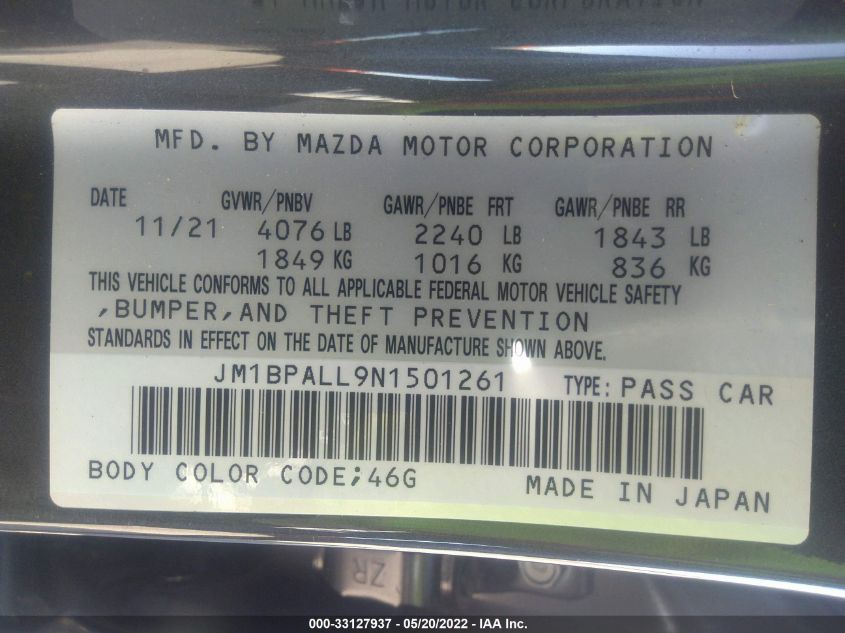 MFD. BY MAZDA MOTOR CORPORATION
DATE GVWR/PNBV GAWR/PNBE FRT GAWR/PNBE RR
11/21 4076 LB 2240 LB 1843 LB
1849 KG 1016 KG 836 KG
THIS VEHICLE CONFORMS TO ALL APPLICABLE FEDERAL MOTOR VEHICLE SAFETY
,BUMPER,AND THEFT PREVENTION
STANDARDS IN EFFECT ON THE DATE OF MANUFACTURE SHOWN ABOVE.
JM1BPALL9N1501261 TYPE: PASS CAR
BODY COLOR CODE;46G
MADE IN JAPAN
ZR
000-33127937 - 05/20/2022 - IAA Inc.